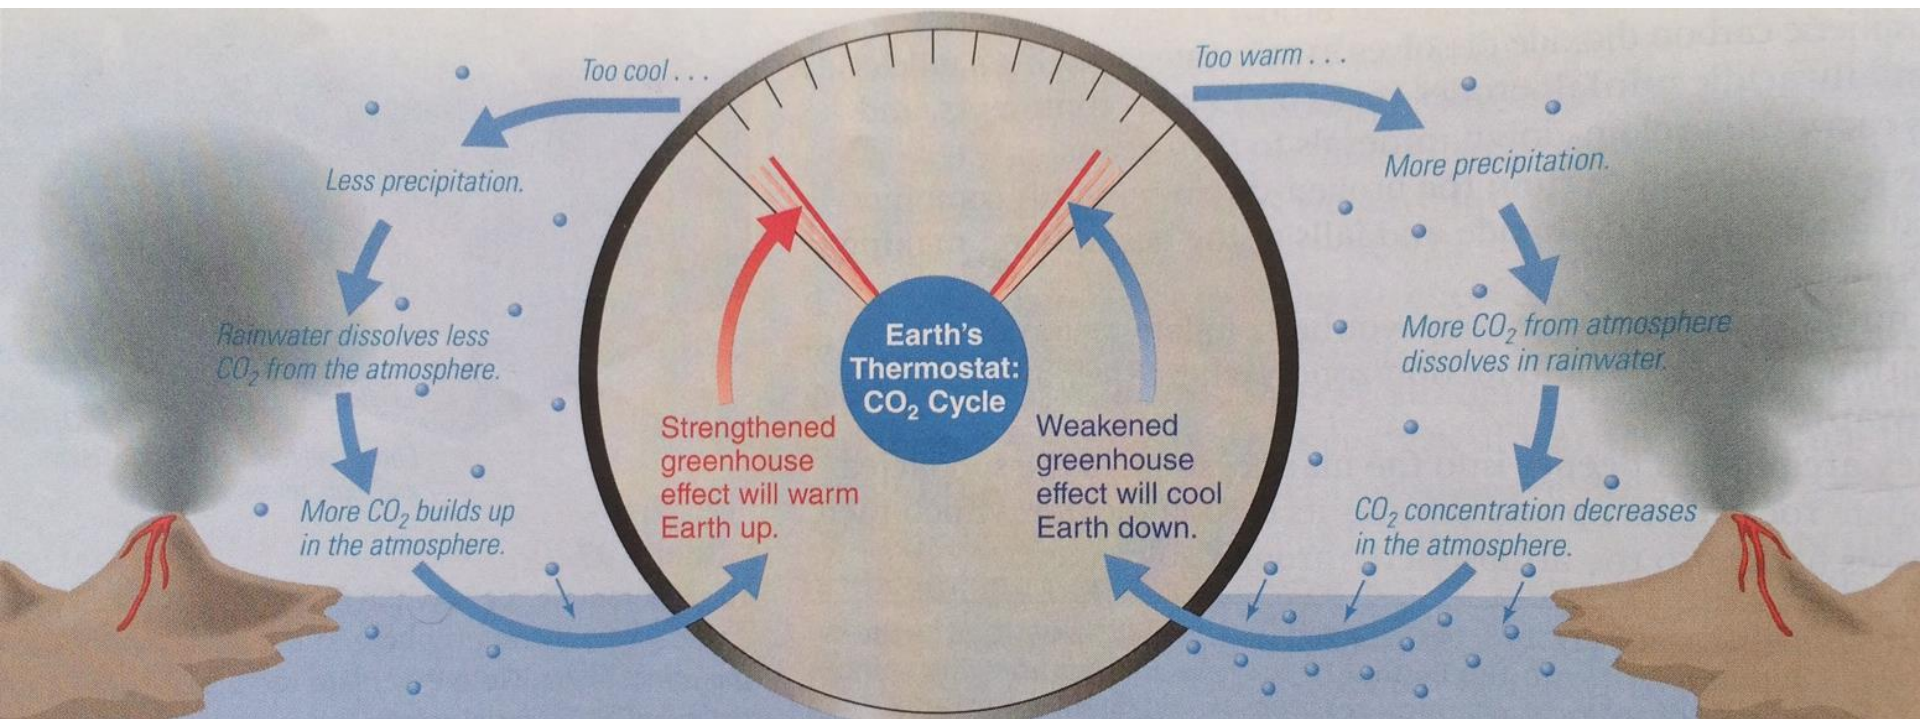 Too cool . . .
Less precipitation.
Rainwater dissolves less
CO₂ from the atmosphere.
More CO₂ builds up
in the atmosphere.
Strengthened
greenhouse
effect will warm
Earth up.
Earth's
Thermostat:
CO₂ Cycle
Too warm . . .
More precipitation.
More CO₂ from atmosphere
dissolves in rainwater.
CO₂ concentration decreases
in the atmosphere.
Weakened
greenhouse
effect will cool
Earth down.